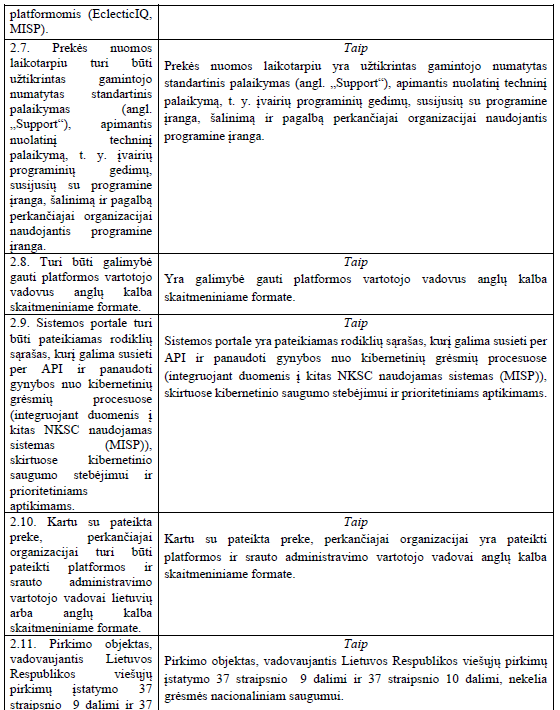 platformomis (EclecticIQ,
MISP).
2.7. Prekės nuomos
laikotarpiu turi būti
užtikrintas gamintojo
numatytas standartinis
palaikymas (angl.
„Support“), apimantis
nuolatinį techninį
palaikymą, t. y. įvairių
programinių gedimų,
susijusių su programine
įranga, šalinimą ir pagalbą
perkančiajai organizacijai
naudojantis programine
įranga.
Taip
Prekės nuomos laikotarpiu yra užtikrintas gamintojo numatytas
standartinis palaikymas (angl. „Support“), apimantis nuolatinį techninį
palaikymą, t. y. įvairių programinių gedimų, susijusių su programine
įranga, šalinimą ir pagalbą perkančiajai organizacijai naudojantis
programine įranga.
2.8. Turi būti galimybė
gauti platformos vartotojo
vadovus anglų kalba
skaitmeniniame formate.
Taip
Yra galimybė gauti platformos vartotojo vadovus anglų kalba
skaitmeniniame formate.
2.9. Sistemos portale turi
būti pateikiamas rodiklių
sąrašas, kurį galima susieti
per API ir panaudoti
gynybos nuo kibernetinių
grėsmių procesuose
(integruojant duomenis į
kitas NKSC naudojamas
sistemas (MISP)),
skirtuose kibernetinio
saugumo stebėjimui ir
prioritetiniams
aptikimams.
Taip
Sistemos portale yra pateikiamas rodiklių sąrašas, kurį galima susieti per
API ir panaudoti gynybos nuo kibernetinių grėsmių procesuose
(integruojant duomenis į kitas NKSC naudojamas sistemas (MISP)),
skirtuose kibernetinio saugumo stebėjimui ir prioritetiniams aptikimams.
2.10. Kartu su pateikta
preke, perkančiajai
organizacijai turi būti
pateikti platformos ir
srauto administravimo
vartotojo vadovai lietuvių
arba anglų kalba
skaitmeniniame formate.
Taip
Kartu su pateikta preke, perkančiajai organizacijai yra pateikti
platformos ir srauto administravimo vartotojo vadovai anglų kalba
skaitmeniniame formate.
2.11. Pirkimo objektas,
vadovaujantis Lietuvos
Respublikos viešųjų
pirkimų įstatymo 37
straipsnio 9 dalimi ir 37
Taip
Pirkimo objektas, vadovaujantis Lietuvos Respublikos viešųjų pirkimų
įstatymo 37 straipsnio 9 dalimi ir 37 straipsnio 10 dalimi, nekelia
grėsmės nacionaliniam saugumui.